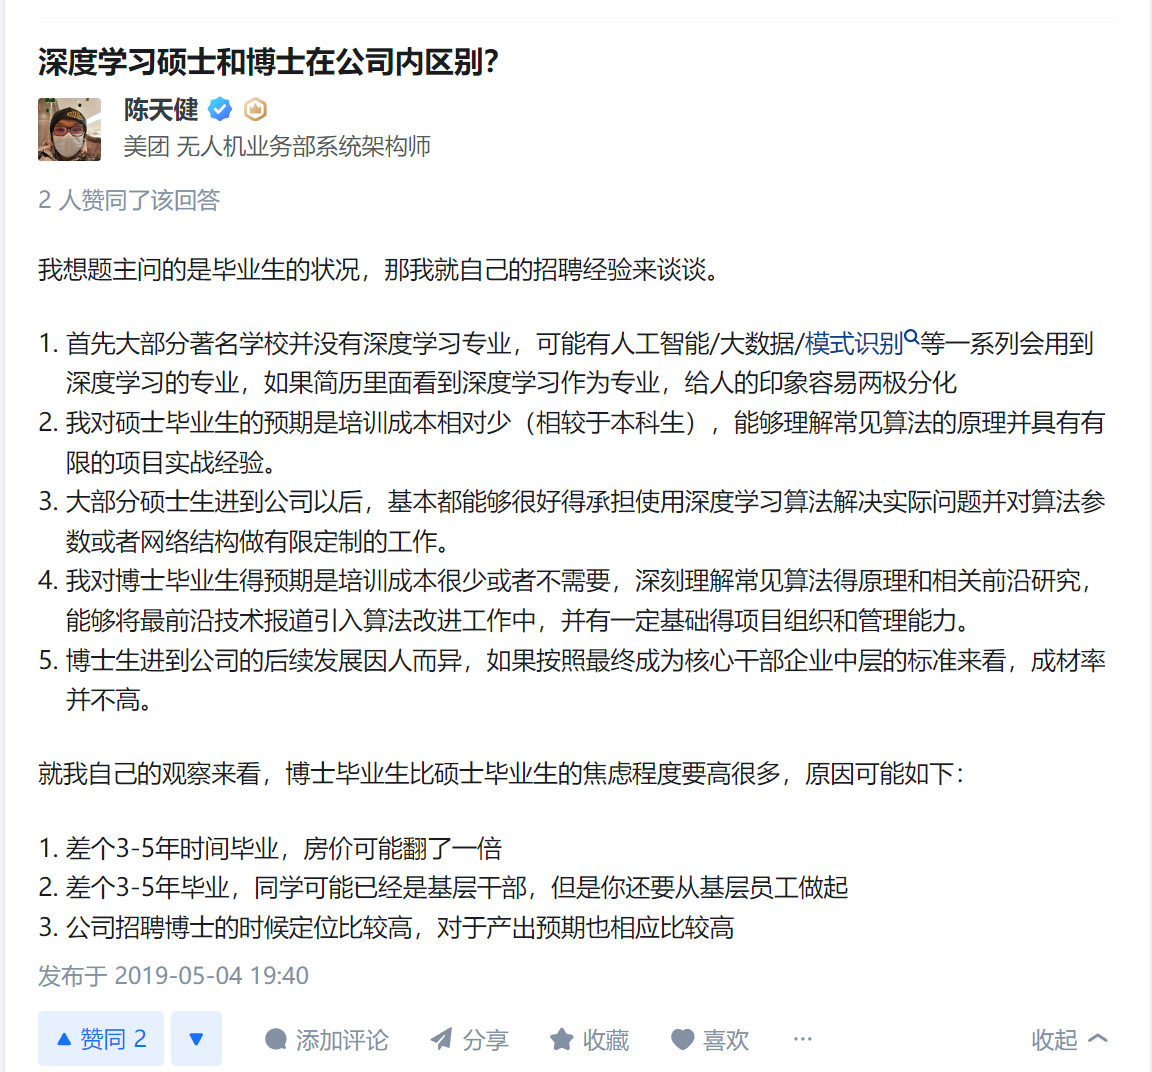 深度学习硕士和博士在公司内区别？
陈天健
美团 无人机业务部系统架构师
2 人赞同了该回答
我想题主问的是毕业生的状况，那我就自己的招聘经验来谈谈。
1. 首先大部分著名学校并没有深度学习专业，可能有人工智能/大数据/模式识别等一系列会用到
深度学习的专业，如果简历里面看到深度学习作为专业，给人的印象容易两极分化
2. 我对硕士毕业生的预期是培训成本相对少（相较于本科生），能够理解常见算法的原理并具有有
限的项目实战经验。
3. 大部分硕士生进到公司以后，基本都能够很好得承担使用深度学习算法解决实际问题并对算法参
数或者网络结构做有限定制的工作。
4. 我对博士毕业生得预期是培训成本很少或者不需要，深刻理解常见算法得原理和相关前沿研究，
能够将最前沿技术报道引入算法改进工作中，并有一定基础得项目组织和管理能力。
5. 博士生进到公司的后续发展因人而异，如果按照最终成为核心干部企业中层的标准来看，成材率
并不高。
就我自己的观察来看，博士毕业生比硕士毕业生的焦虑程度要高很多，原因可能如下：
1. 差个3-5年时间毕业，房价可能翻了一倍
2. 差个3-5年毕业，同学可能已经是基层干部，但是你还要从基层员工做起
3. 公司招聘博士的时候定位比较高，对于产出预期也相应比较高
发布于 2019-05-04 19:40
赞同 2 添加评论 分享 收藏 喜欢 ··· 收起